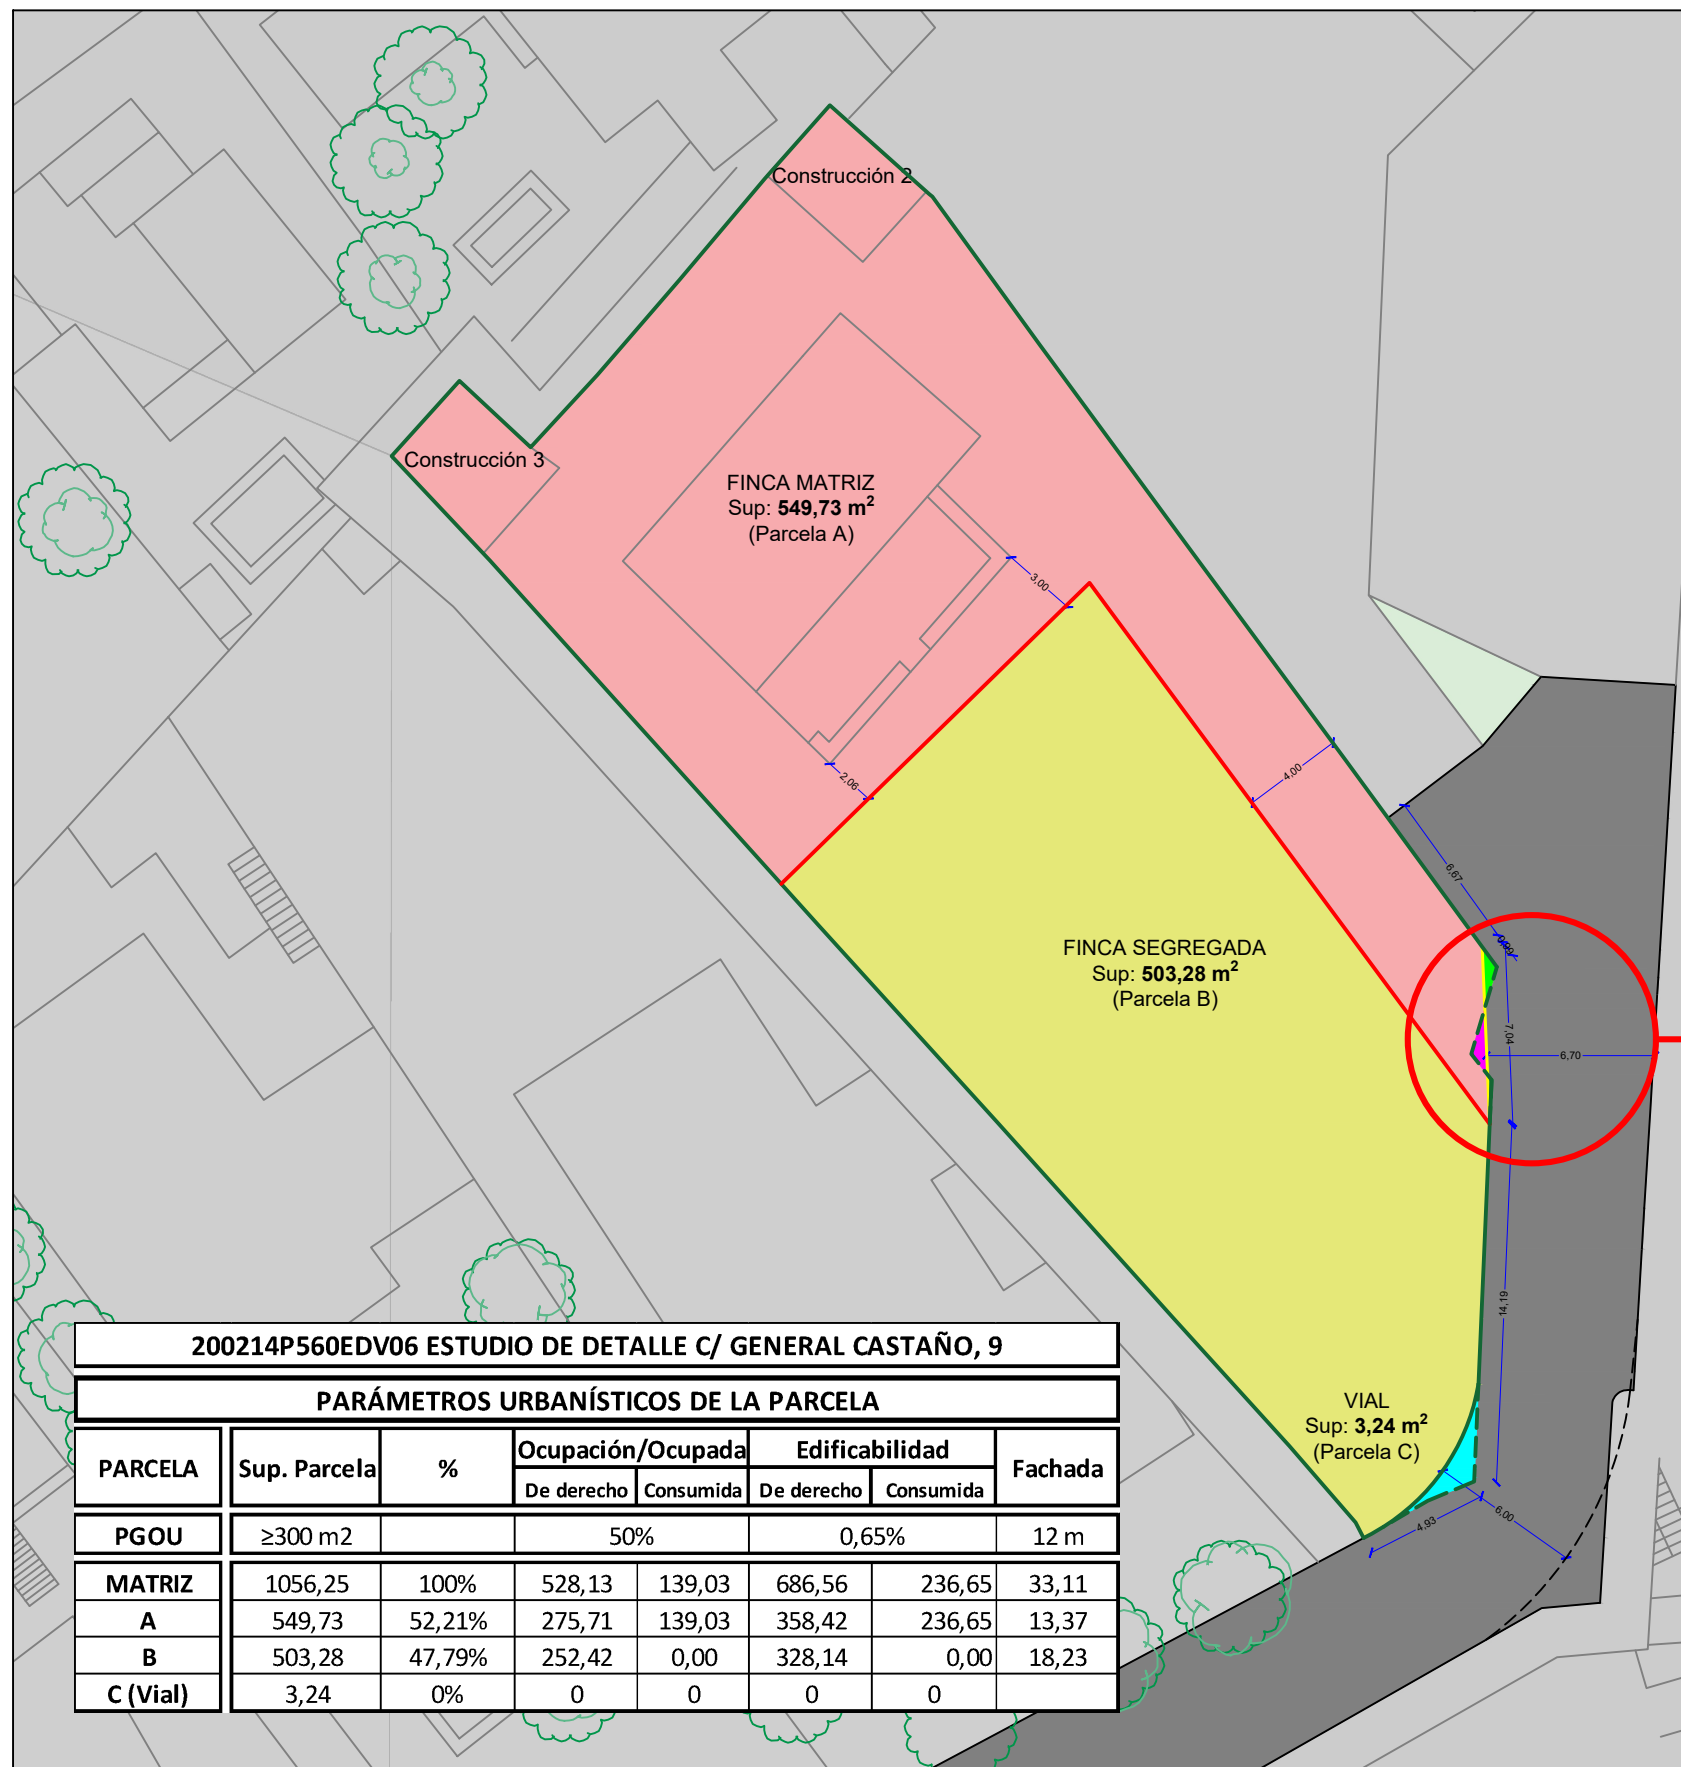 Construcción 2
Construcción 3
FINCA MATRIZ
Sup: 549,73 m²
(Parcela A)
3,00
2,06
4,00
6,67
FINCA SEGREGADA
Sup: 503,28 m²
(Parcela B)
7,04
6,70
14,19
VIAL
Sup: 3,24 m²
(Parcela C)
4,93
6,00
200214P560EDV06 ESTUDIO DE DETALLE C/ GENERAL CASTAÑO, 9
PARÁMETROS URBANÍSTICOS DE LA PARCELA
PARCELA Sup. Parcela % Ocupación/Ocupada Edificabilidad Fachada
De derecho Consumida De derecho Consumida
PGOU ≥300 m2 50% 0,65% 12 m
MATRIZ 1056,25 100% 528,13 139,03 686,56 236,65 33,11
A 549,73 52,21% 275,71 139,03 358,42 236,65 13,37
B 503,28 47,79% 252,42 0,00 328,14 0,00 18,23
C (Vial) 3,24 0% 0 0 0 0